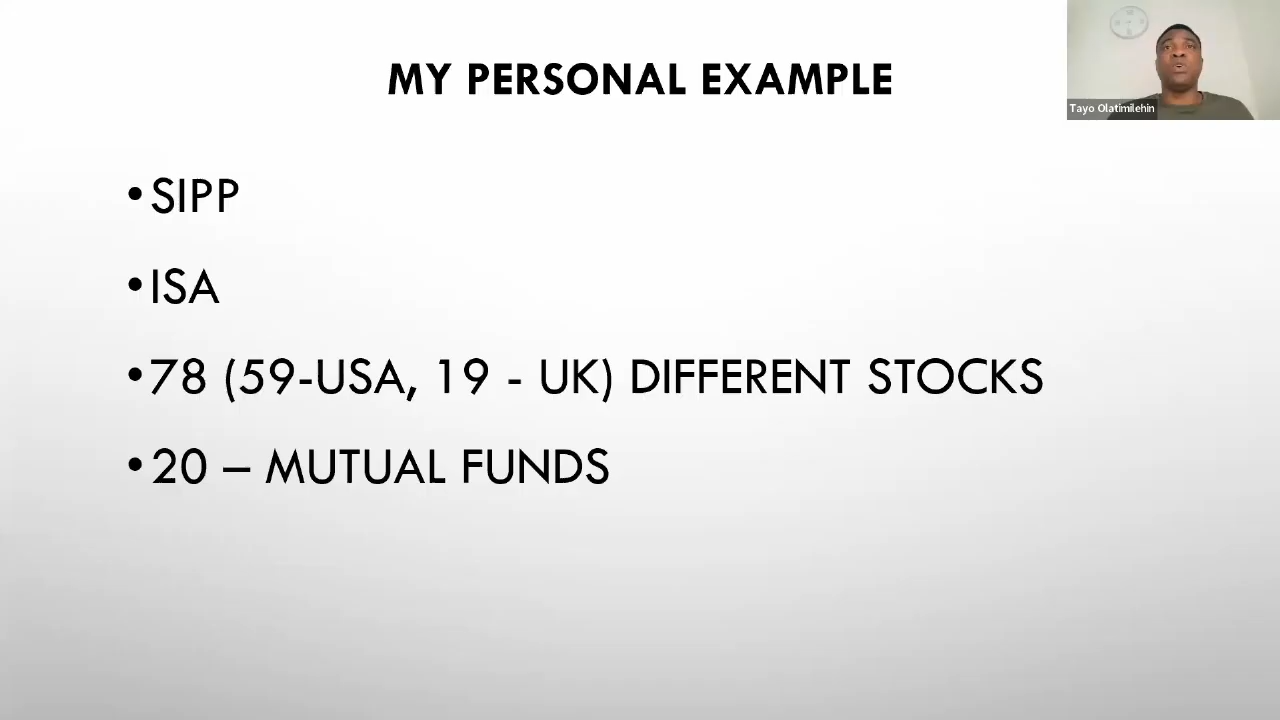 MY PERSONAL EXAMPLE
Tayo Olatimilehin
•SIPP
•ISA
•78 (59-USA, 19 - UK) DIFFERENT STOCKS
•20 – MUTUAL FUNDS